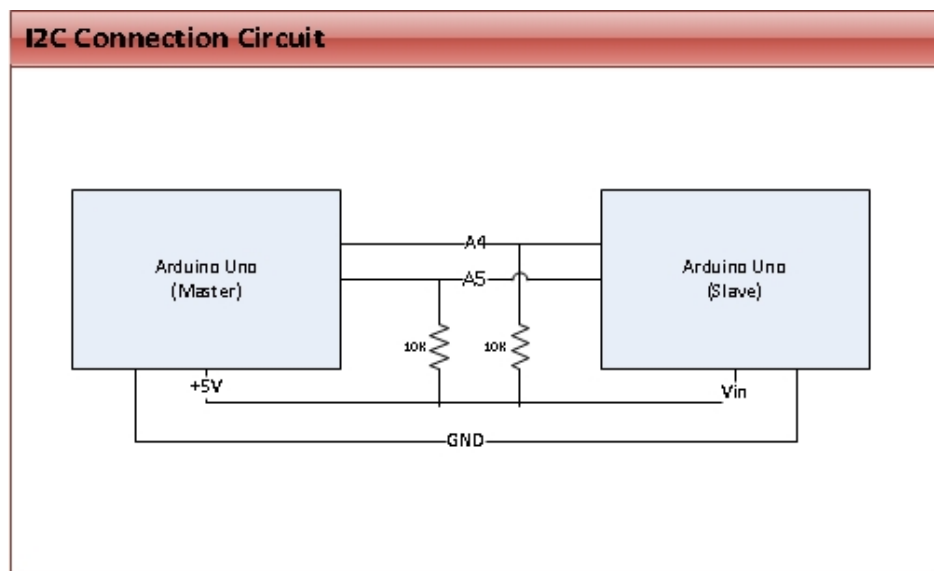 I2C Connection Circuit
Arduino Uno
(Master)
A4
A5
Arduino Uno
(Slave)
10K
10K
+5V
Vin
GND